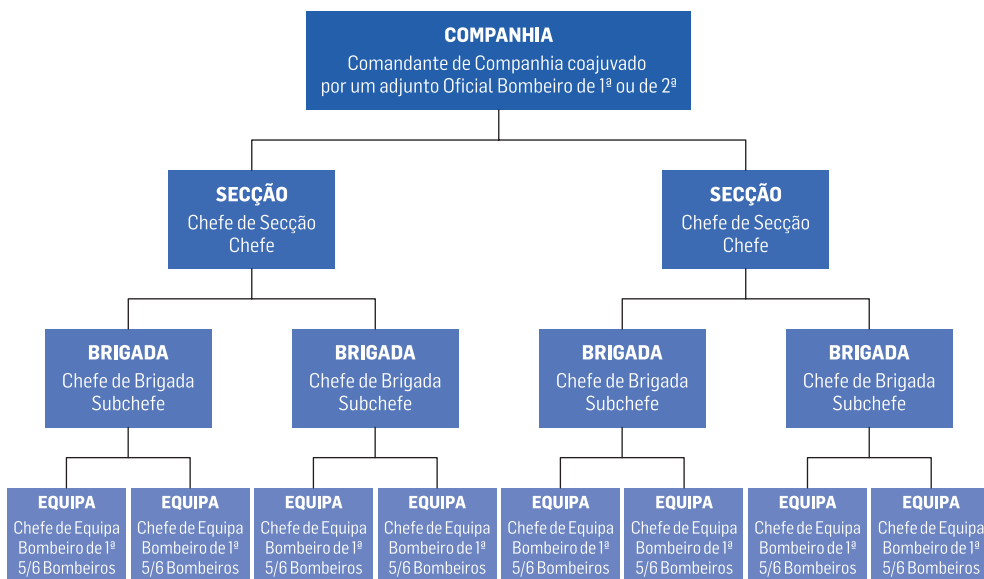 COMPANHIA
Comandante de Companhia coajuvado
por um adjunto Oficial Bombeiro de 1ª ou de 2ª
SECÇÃO
Chefe de Secção
Chefe
SECÇÃO
Chefe de Secção
Chefe
BRIGADA
Chefe de Brigada
Subchefe
BRIGADA
Chefe de Brigada
Subchefe
BRIGADA
Chefe de Brigada
Subchefe
BRIGADA
Chefe de Brigada
Subchefe
EQUIPA
Chefe de Equipa
Bombeiro de 1ª
5/6 Bombeiros
EQUIPA
Chefe de Equipa
Bombeiro de 1ª
5/6 Bombeiros
EQUIPA
Chefe de Equipa
Bombeiro de 1ª
5/6 Bombeiros
EQUIPA
Chefe de Equipa
Bombeiro de 1ª
5/6 Bombeiros
EQUIPA
Chefe de Equipa
Bombeiro de 1ª
5/6 Bombeiros
EQUIPA
Chefe de Equipa
Bombeiro de 1ª
5/6 Bombeiros
EQUIPA
Chefe de Equipa
Bombeiro de 1ª
5/6 Bombeiros
EQUIPA
Chefe de Equipa
Bombeiro de 1ª
5/6 Bombeiros